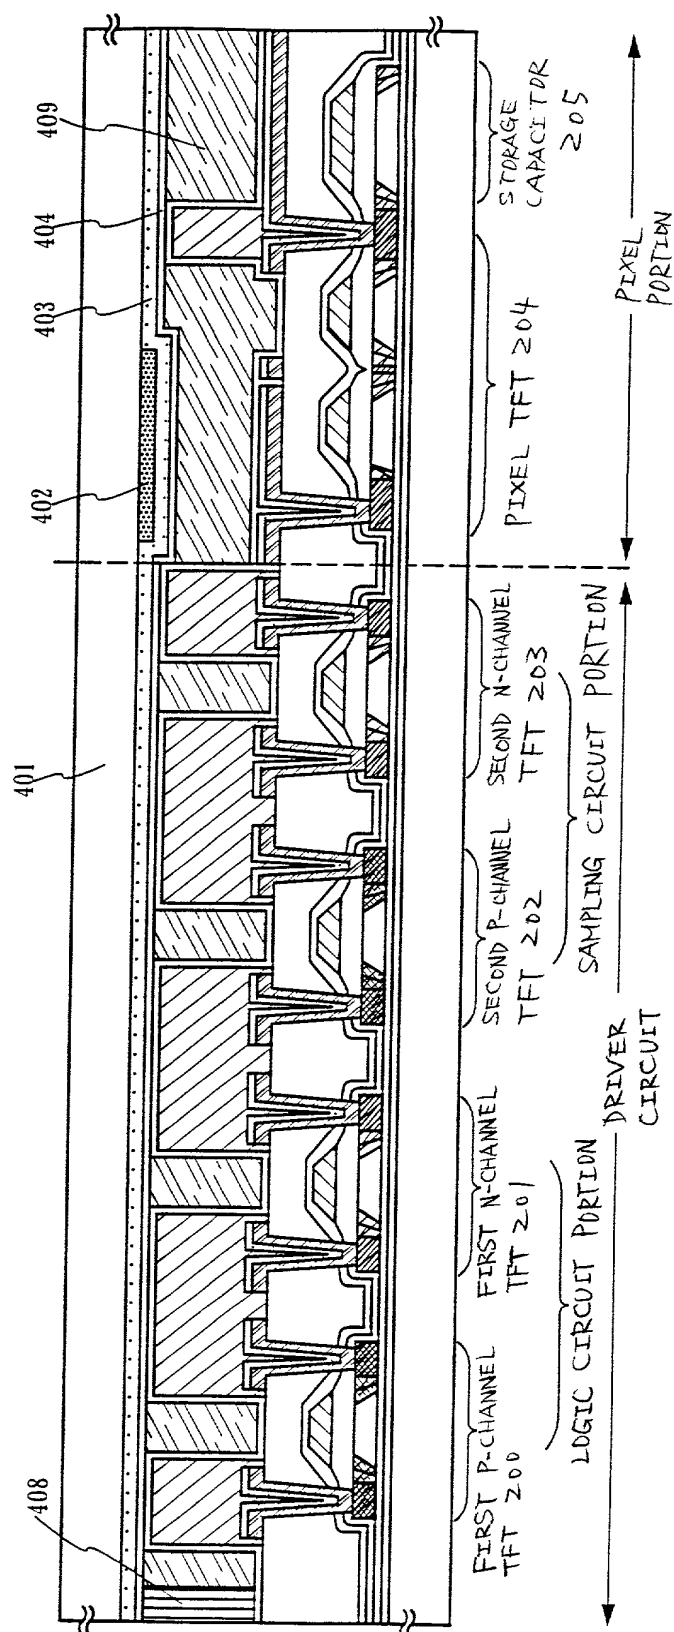 408
401
402
403
404
409
FIRST P-CHANNEL
TFT 200
FIRST N-CHANNEL
TFT 201
SECOND P-CHANNEL
TFT 202
SECOND N-CHANNEL
TFT 203
PIXEL TFT 204
STORAGE
CAPACITOR
205
LOGIC CIRCUIT PORTION
SAMPLING CIRCUIT PORTION
DRIVER
CIRCUIT
PIXEL
PORTION